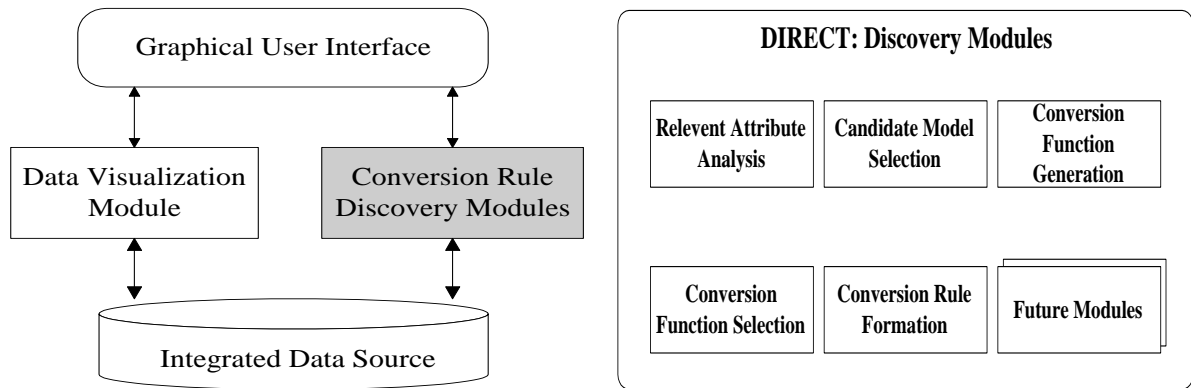 Graphical User Interface
Data Visualization
Module
Conversion Rule
Discovery Modules
Integrated Data Source
DIRECT: Discovery Modules
Relevent Attribute
Analysis
Candidate Model
Selection
Conversion
Function
Generation
Conversion
Function Selection
Conversion Rule
Formation
Future Modules